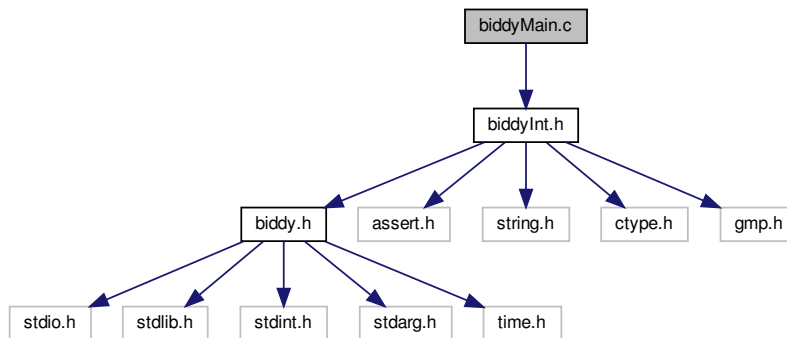 biddyMain.c
biddyInt.h
biddy.h
assert.h
string.h
ctype.h
gmp.h
stdio.h
stdlib.h
stdint.h
stdarg.h
time.h